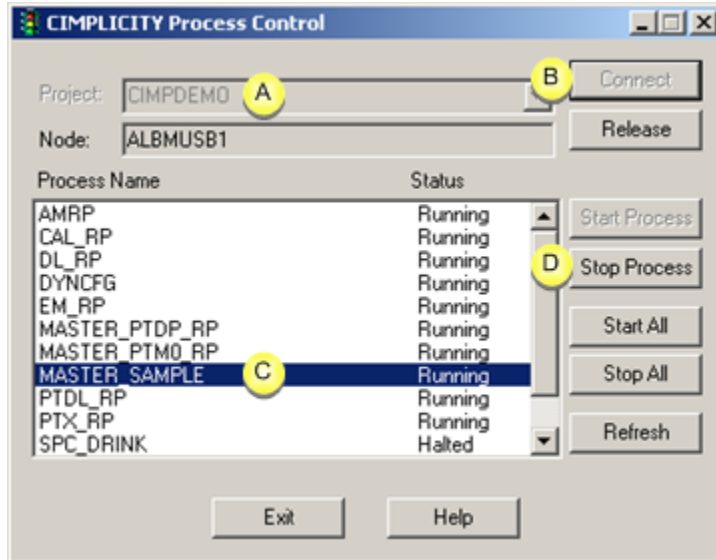 CIMPLICITY Process Control
Project: CIMPDEMO A B Connect
Node: ALBMUSB1 Release
Process Name Status
AMRP Running Start Process
CAL_RP Running
DL_RP Running D Stop Process
DYNCFG Running
EM_RP Running
MASTER_PTDP_RP Running Start All
MASTER_PTM0_RP Running
MASTER_SAMPLE C Running Stop All
PTDL_RP Running
PTX_RP Running Refresh
SPC_DRINK Halted
Exit Help